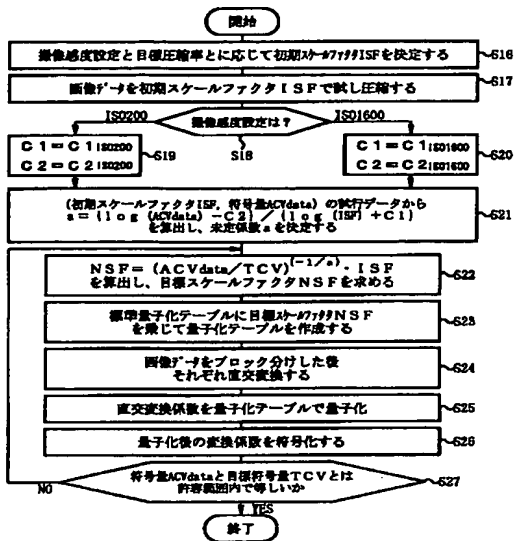 開始
撮像感度設定と目標圧縮率とに応じて初期スケールファクタISFを決定する
S16
画像データを初期スケールファクタISFで試し圧縮する
S17
ISO200
撮像感度設定は?
ISO1600
S18
C1=C1ISO200
C2=C2ISO200
S19
C1=C1ISO1600
C2=C2ISO1600
S20
(初期スケールファクタISF, 符号量ACVdata)の試行データから
a={log(ACVdata)-C2}/{log(ISF)+C1}
を算出し、未定係数aを決定する
S21
NSF=(ACVdata/TCV)^(-1/a)・ISF
を算出し、目標スケールファクタNSFを求める
S22
標準量子化テーブルに目標スケールファクタNSF
を乗じて量子化テーブルを作成する
S23
画像データをブロック分けした後
それぞれ直交変換する
S24
直交変換係数を量子化テーブルで量子化
S25
量子化後の変換係数を符号化する
S26
符号量ACVdataと目標符号量TCVとは
許容範囲内で等しいか
S27
NO
YES
終了